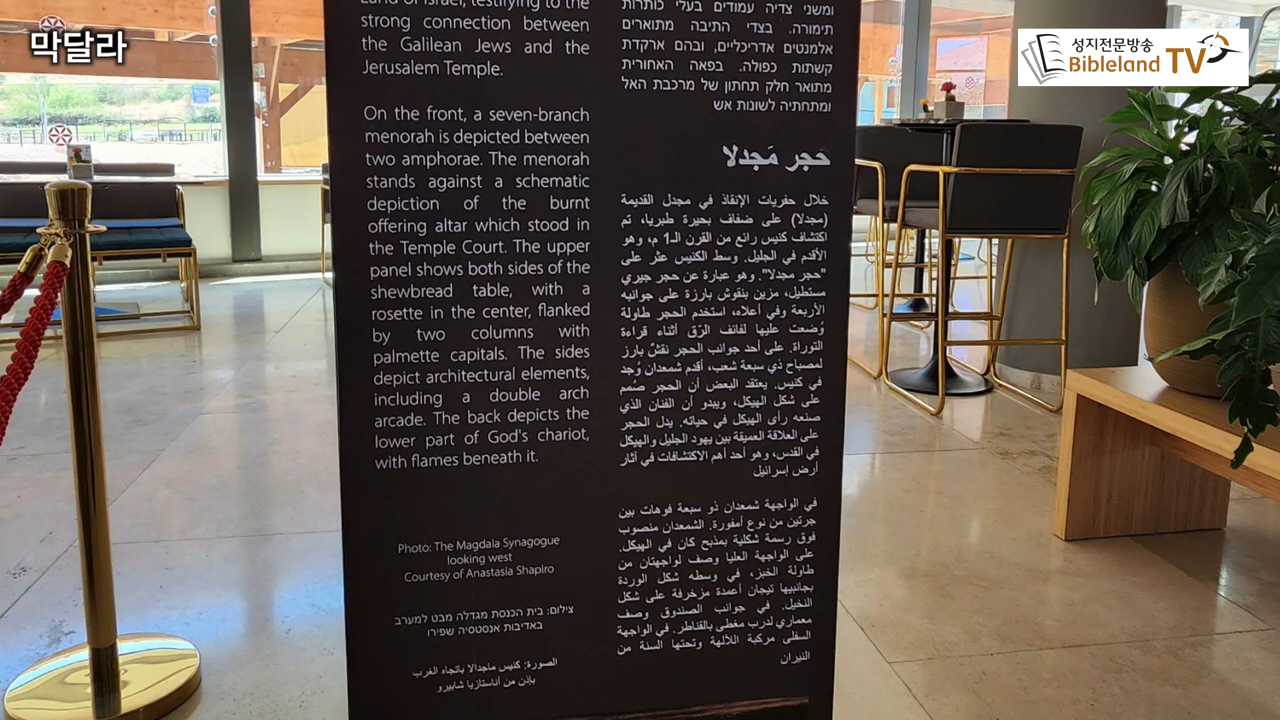 막달라
성지전문방송
Bibleland TV
Land of Israel, testifying to the
strong connection between
the Galilean Jews and the
Jerusalem Temple.
On the front, a seven-branch
menorah is depicted between
two amphorae. The menorah
stands against a schematic
depiction of the burnt
offering altar which stood in
the Temple Court. The upper
panel shows both sides of the
shewbread table, with a
rosette in the center, flanked
by two columns with
palmette capitals. The sides
depict architectural elements,
including a double arch
arcade. The back depicts the
lower part of God's chariot,
with flames beneath it.
Photo: The Magdala Synagogue
looking west
Courtesy of Anastasia Shapiro
צילום: בית הכנסת מגדלה מבט למערב
באדיבות אנסטסיה שפירו
الصورة: كنيس ماجدالا باتجاه الغرب
بإذن من أناستازيا شابيرو
ומשני צדיה עמודים בעלי כותרות
תימורה. בצדי התיבה מתוארים
אלמנטים אדריכליים, ובהם ארקדת
קשתות כפולה. בפאה האחורית
מתואר חלק תחתון של מרכבת האל
ומתחתיה לשונות אש
حجر مَجدلا
خلال حفريات الإنقاذ في مجدل القديمة
(مجدلا) على ضفاف بحيرة طبريا، تم
اكتشاف كنيس رائع من القرن الـ1 م، وهو
الأقدم في الجليل. وسط الكنيس عثر على
"حجر مجدلا". وهو عبارة عن حجر جيري
مستطيل، مزين بنقوش بارزة على جوانبه
الأربعة وفي أعلاه، استخدم الحجر طاولة
وُضعت عليها لفائف الرّق أثناء قراءة
التوراة. على أحد جوانب الحجر نقشٌ بارز
لمصباح ذي سبعة شعب، أقدم شمعدان وُجد
في كنيس. يعتقد البعض أن الحجر صُمم
على شكل الهيكل، ويبدو أن الفنان الذي
صنعه رأى الهيكل في حياته. يدل الحجر
على العلاقة العميقة بين يهود الجليل والهيكل
في القدس، وهو أحد أهم الاكتشافات في آثار
أرض إسرائيل
في الواجهة شمعدان ذو سبعة فوهات بين
جرتين من نوع أمفورة. الشمعدان منصوب
فوق رسمة شكلية بمذبح كان في الهيكل.
على الواجهة العليا وصف لواجهتان من
طاولة الخبز، في وسطه شكل الوردة
بجانبيها تيجان أعمدة مزخرفة على شكل
النخيل. في جوانب الصندوق وصف
معماري لدرب مغطى بالقناطر. في الواجهة
السفلى مركبة اللآلهة وتحتها السنة من
النيران